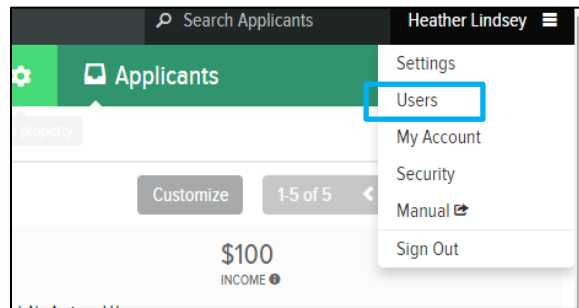 Search Applicants
Heather Lindsey
Applicants
property
Customize
1-5 of 5
$100
INCOME
Settings
Users
My Account
Security
Manual
Sign Out